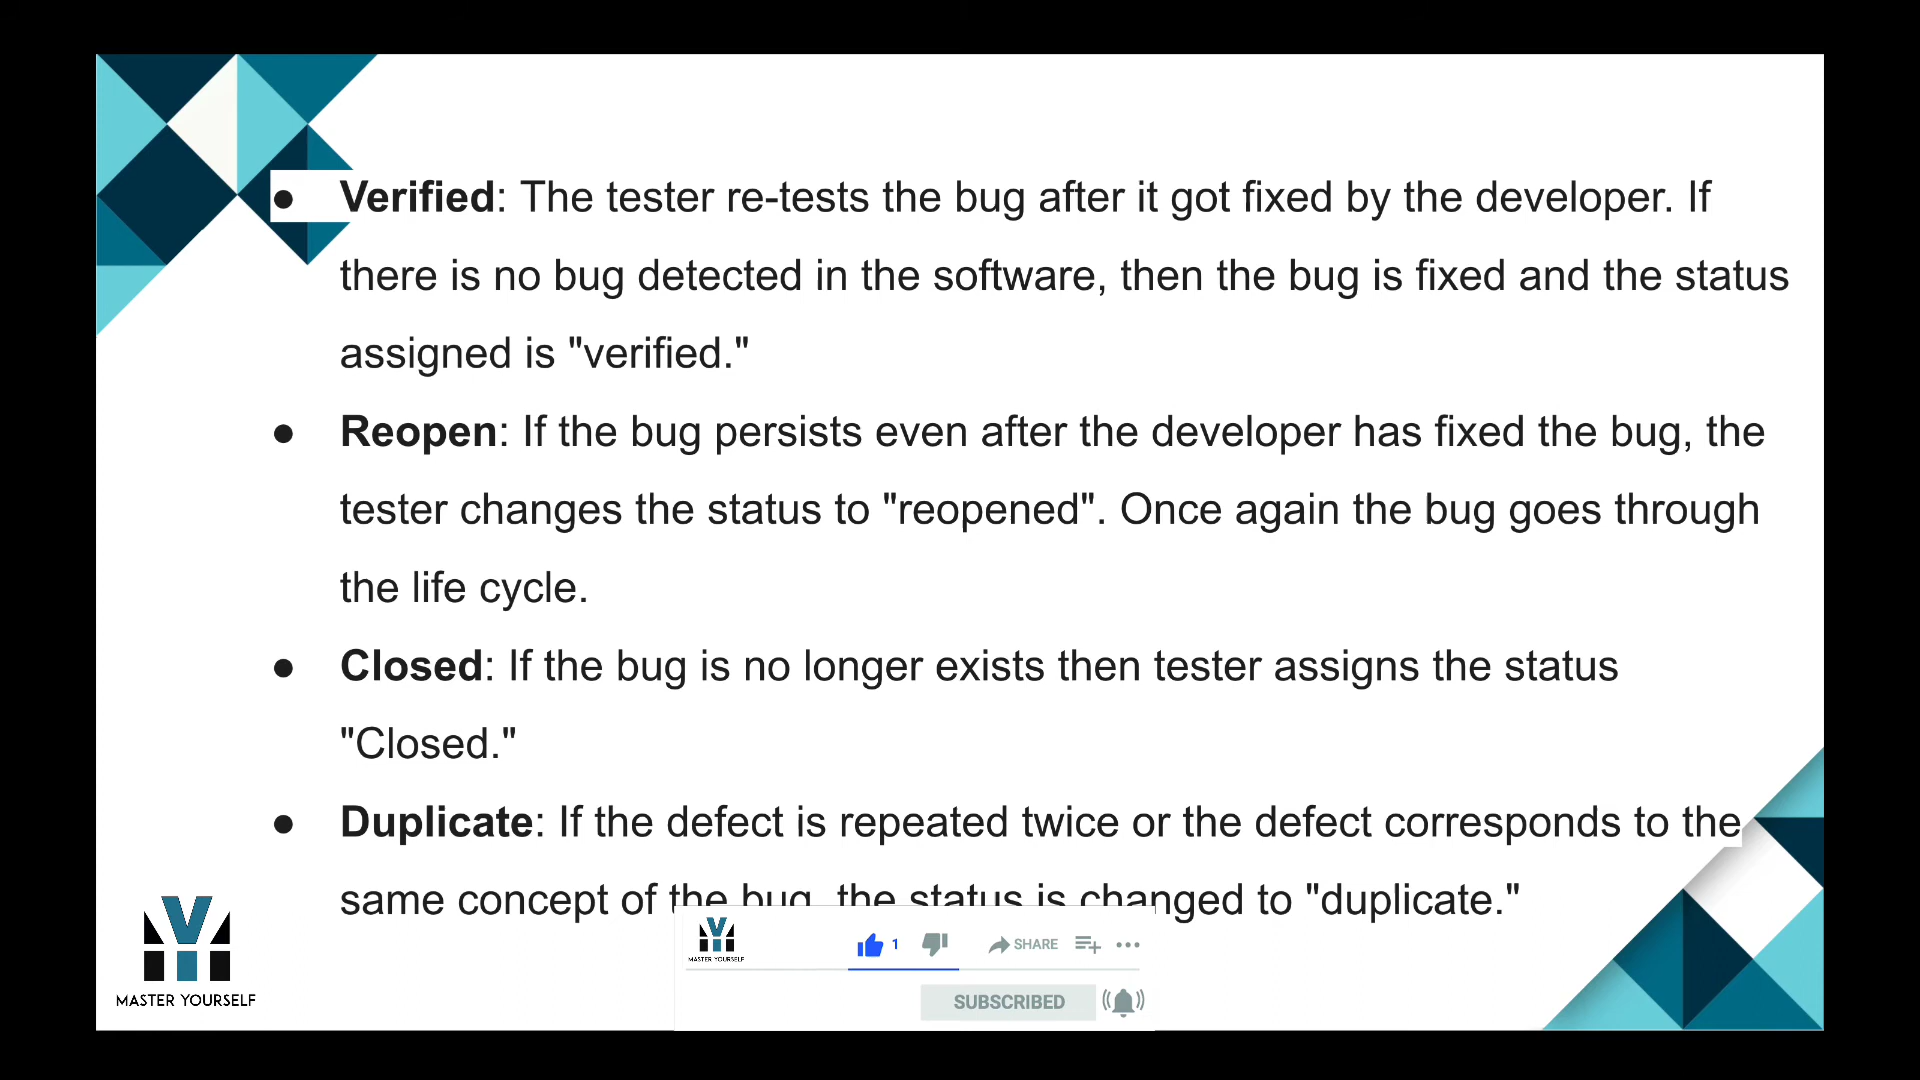 ● Verified: The tester re-tests the bug after it got fixed by the developer. If
there is no bug detected in the software, then the bug is fixed and the status
assigned is "verified."
● Reopen: If the bug persists even after the developer has fixed the bug, the
tester changes the status to "reopened". Once again the bug goes through
the life cycle.
● Closed: If the bug is no longer exists then tester assigns the status
"Closed."
● Duplicate: If the defect is repeated twice or the defect corresponds to the
same concept of the bug, the status is changed to "duplicate."
MASTER YOURSELF
MASTER YOURSELF
1 SHARE
SUBSCRIBED